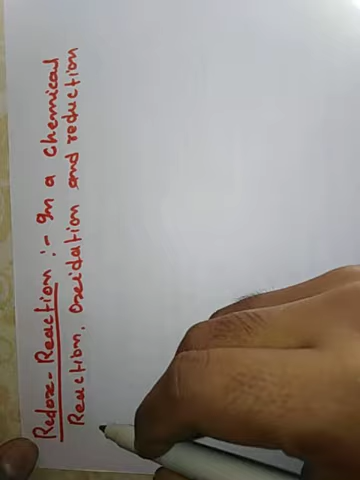 Redox-Reaction :- In a chemical
Reaction, Oxidation and reduction